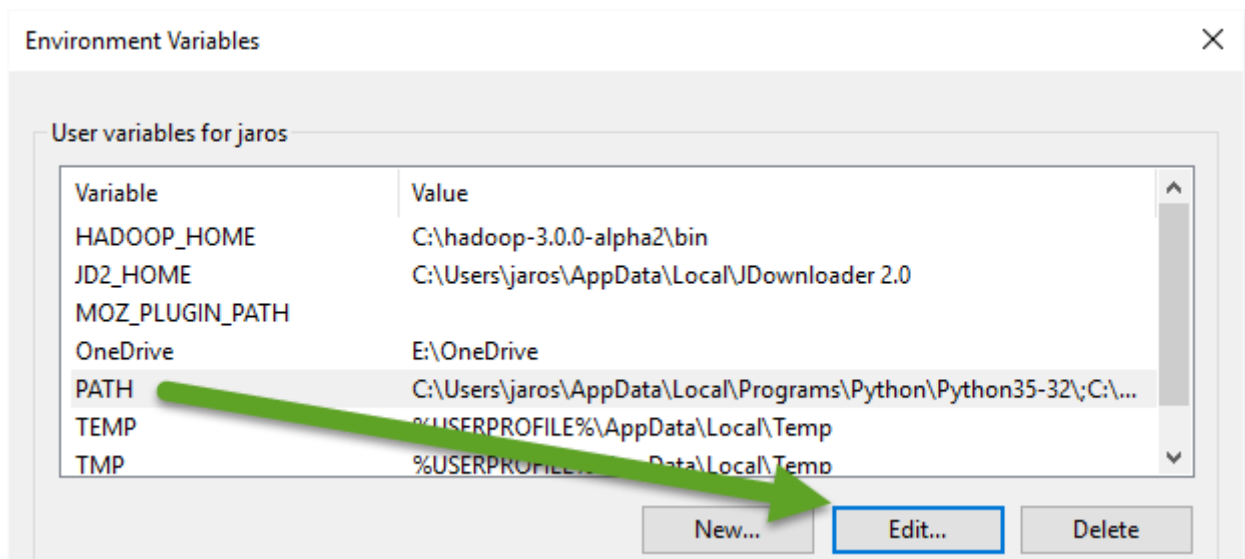 Environment Variables
User variables for jaros
Variable Value
HADOOP_HOME C:\hadoop-3.0.0-alpha2\bin
JD2_HOME C:\Users\jaros\AppData\Local\JDownloader 2.0
MOZ_PLUGIN_PATH
OneDrive E:\OneDrive
PATH C:\Users\jaros\AppData\Local\Programs\Python\Python35-32\;C:\...
TEMP %USERPROFILE%\AppData\Local\Temp
TMP %USERPROFILE%\AppData\Local\Temp
New... Edit... Delete